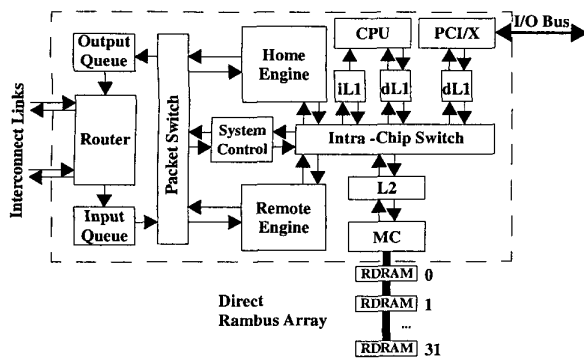 Output
Queue
Home
Engine
CPU
PCI/X
I/O Bus
iL1
dL1
dL1
Interconnect Links
Router
Packet Switch
System
Control
Intra -Chip Switch
L2
Input
Queue
Remote
Engine
MC
Direct
Rambus Array
RDRAM 0
RDRAM 1
...
RDRAM 31